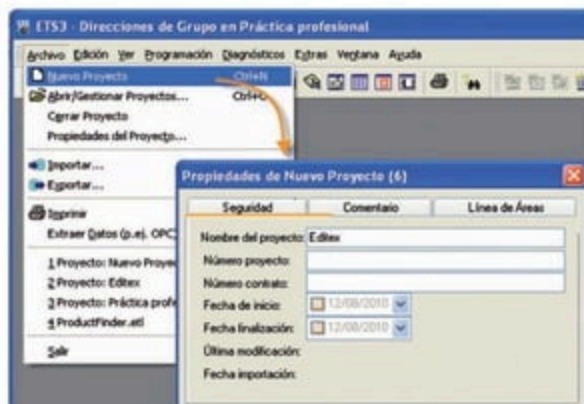 ETS3 - Direcciones de Grupo en Práctica profesional
Archivo Edición Ver Programación Diagnósticos Extras Ventana Ayuda
Nuevo Proyecto Ctrl+N
Abrir/Gestionar Proyectos... Ctrl+O
Cerrar Proyecto
Propiedades del Proyecto...
Importar...
Exportar...
Imprimir
Extraer Datos (p.ej. OPC)
1 Proyecto: Nuevo Proye
2 Proyecto: Editex
3 Proyecto: Práctica profe
4 ProductFinder.etl
Salir
Propiedades de Nuevo Proyecto (6)
Seguridad Comentario Línea de Áreas
Nombre del proyecto: Editex
Número proyecto:
Número contrato:
Fecha de inicio: 12/08/2010
Fecha finalización: 12/08/2010
Última modificación:
Fecha importación: